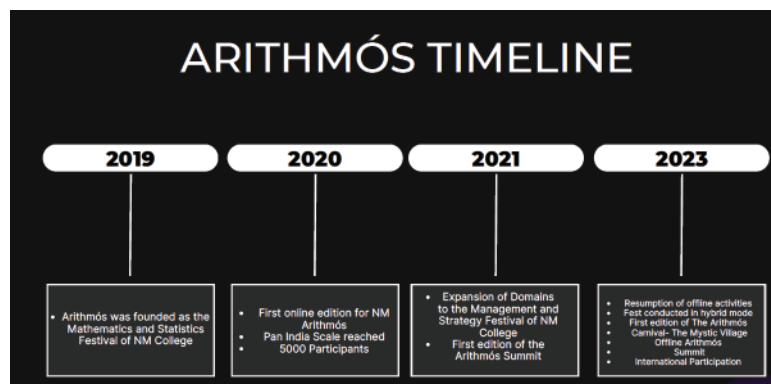 ARITHMÓS TIMELINE
2019
2020
2021
2023
• Arithmós was founded as the
Mathematics and Statistics
Festival of NM College
• First online edition for NM
Arithmós
• Pan India Scale reached
• 5000 Participants
• Expansion of Domains
to the Management and
Strategy Festival of NM
College
• First edition of the
Arithmós Summit
• Resumption of offline activities
• Fest conducted in hybrid mode
• First edition of The Arithmós
• Carnival- The Mystic Village
• Offline Arithmós
• Summit
• International Participation